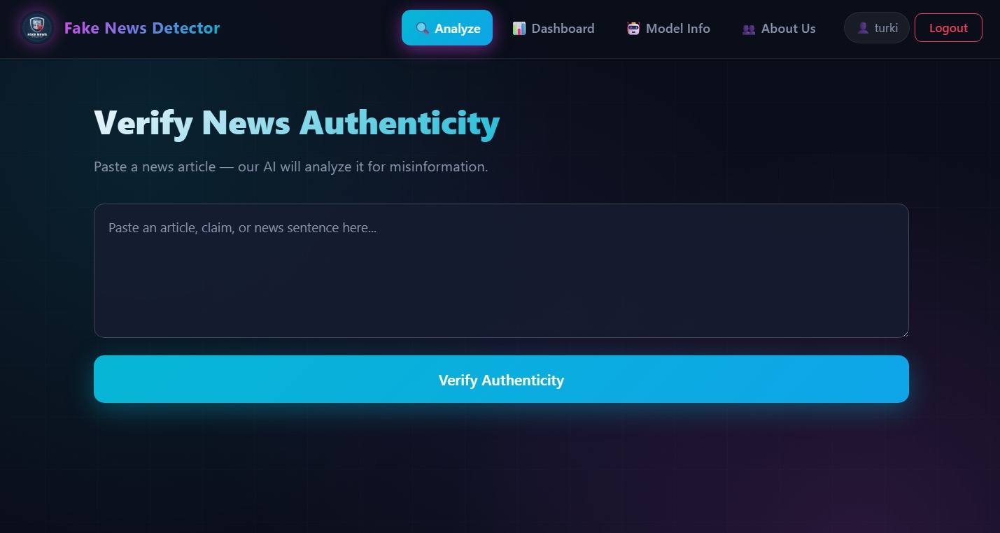 FAKE NEWS
Fake News Detector
Analyze
Dashboard
Model Info
About Us
turki
Logout
Verify News Authenticity
Paste a news article — our AI will analyze it for misinformation.
Paste an article, claim, or news sentence here...
Verify Authenticity